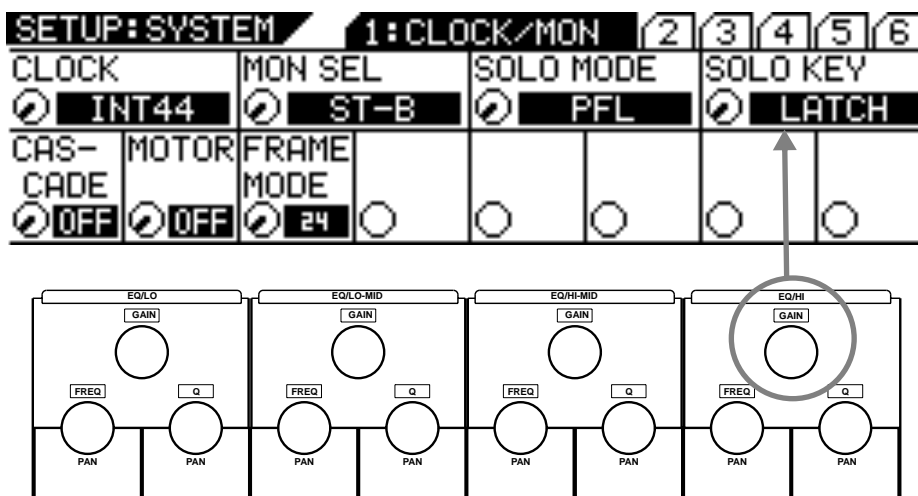 SETUP:SYSTEM 1:CLOCK/MON 2 3 4 5 6
CLOCK MON SEL SOLO MODE SOLO KEY
INT44 ST-B PFL LATCH
CAS- MOTOR FRAME
CADE MODE
OFF OFF 24
EQ/LO EQ/LO-MID EQ/HI-MID EQ/HI
GAIN GAIN GAIN GAIN
FREQ Q FREQ Q FREQ Q FREQ Q
PAN PAN PAN PAN PAN PAN PAN PAN